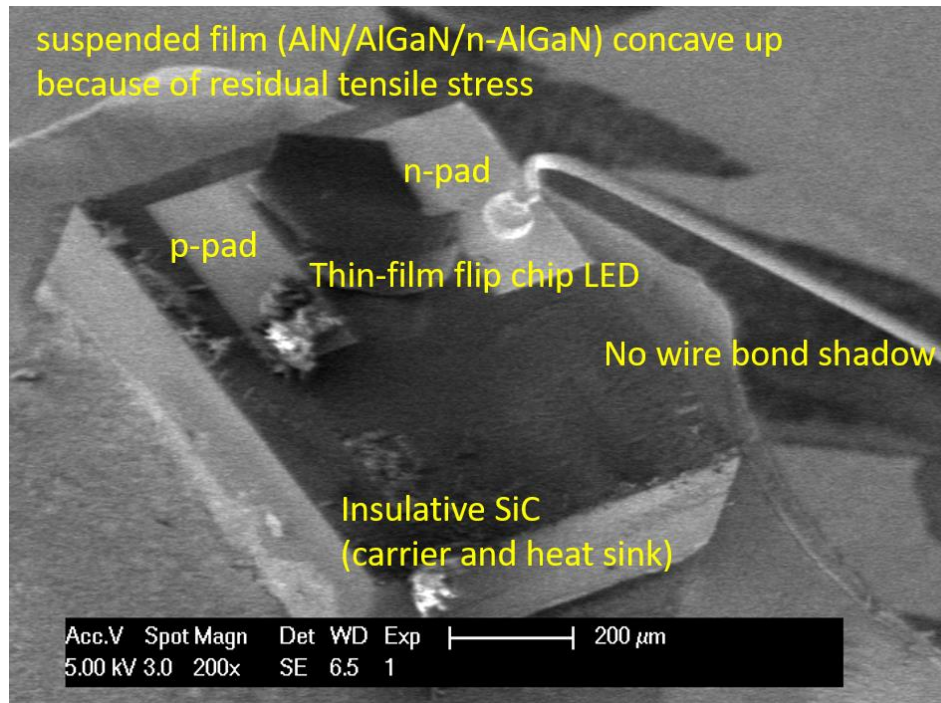 suspended film (AlN/AlGaN/n-AlGaN) concave up
because of residual tensile stress
n-pad
p-pad
Thin-film flip chip LED
No wire bond shadow
Insulative SiC
(carrier and heat sink)
Acc.V Spot Magn Det WD Exp 200 μm
5.00 kV 3.0 200x SE 6.5 1